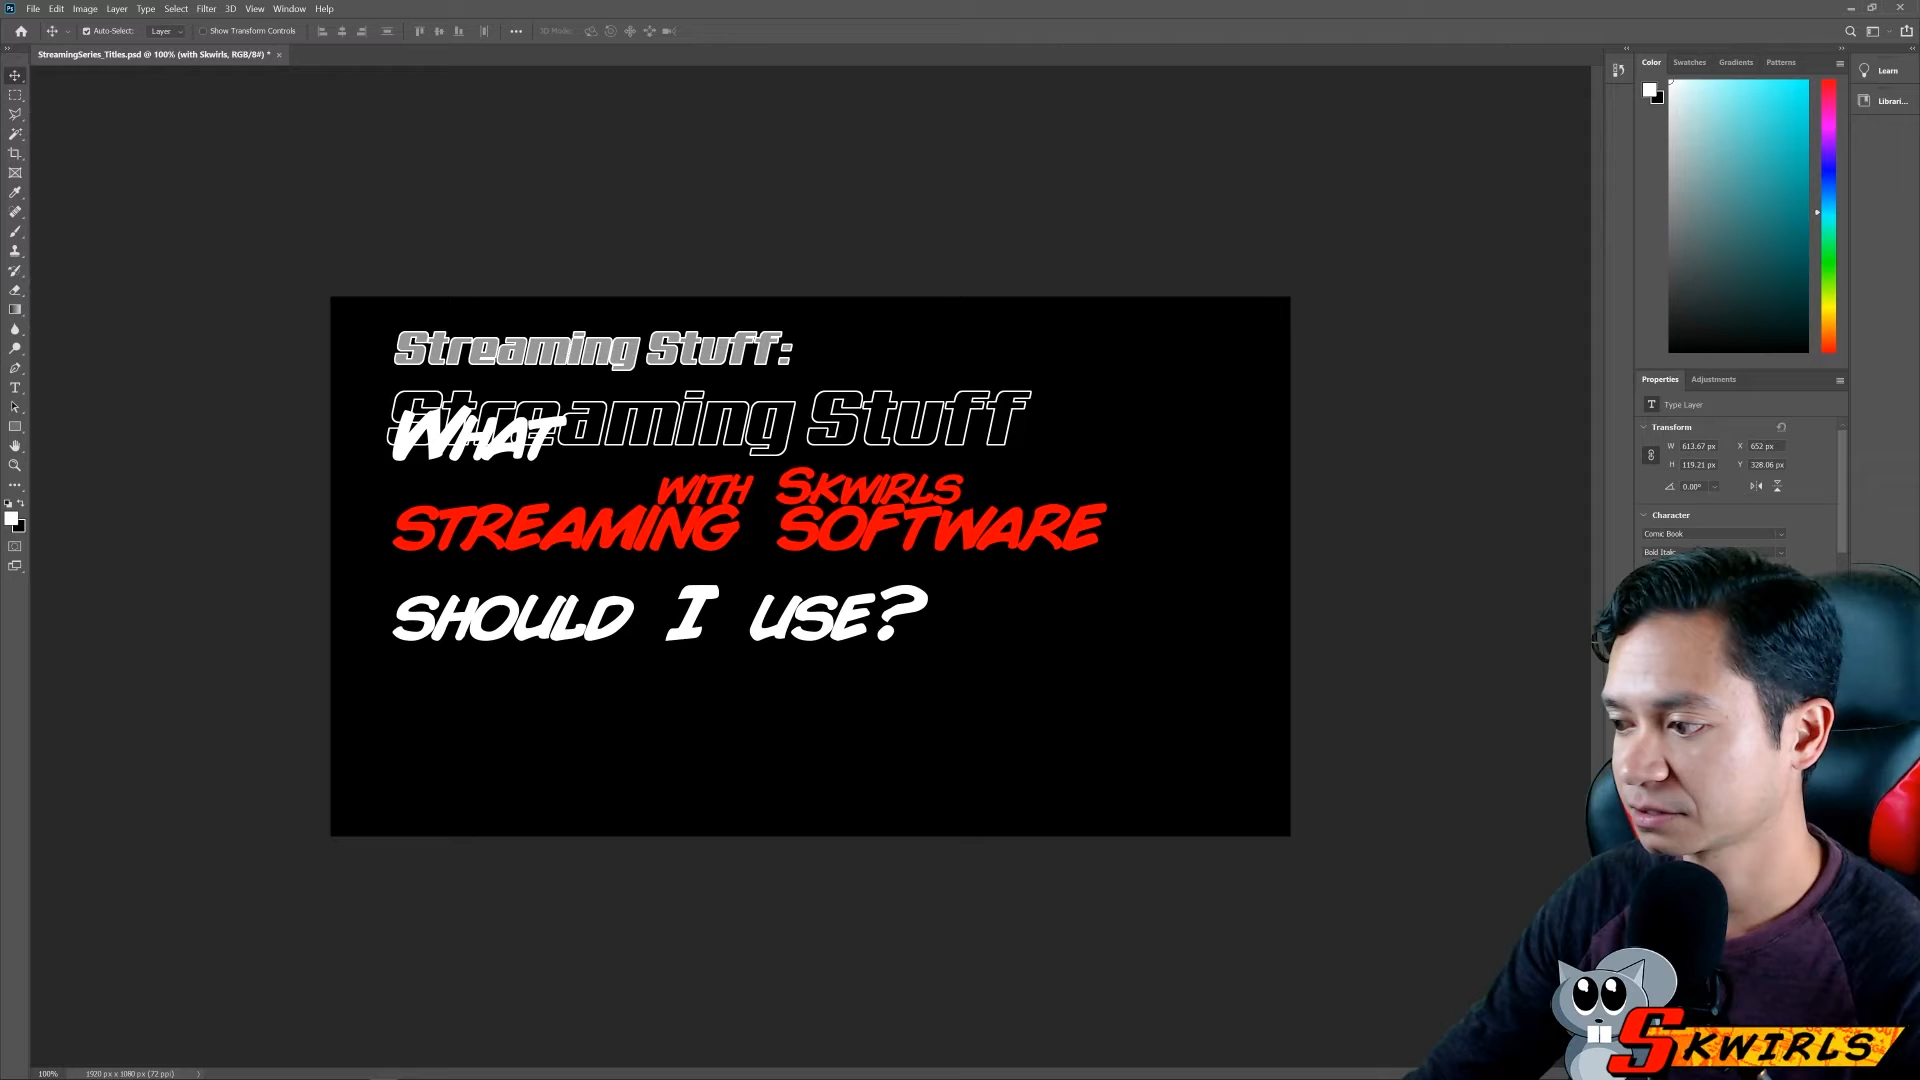 Ps File Edit Image Layer Type Select Filter 3D View Window Help
Auto-Select: Layer Show Transform Controls 3D Mode:
StreamingSeries_Titles.psd @ 100% (with Skwirls, RGB/8#) * ×
Color Swatches Gradients Patterns
Learn
Librari...
Streaming Stuff:
Streaming Stuff
What
with Skwirls
streaming software
should I use?
Properties Adjustments
T Type Layer
Transform
W 613.67 px X 652 px
H 119.21 px Y 328.06 px
0.00°
Character
Comic Book
Bold Italic
SKWIRLS
100% 1920 px x 1080 px (72 ppi)